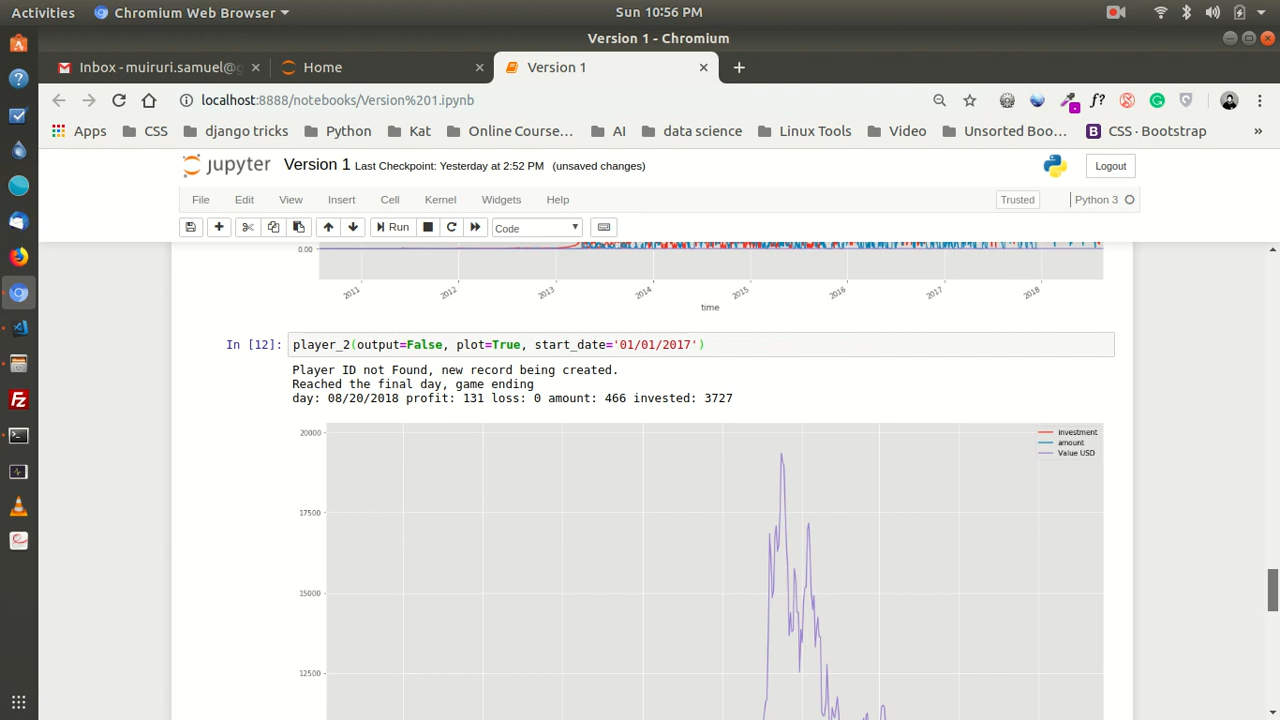 Activities Chromium Web Browser Sun 10:56 PM
Version 1 - Chromium
Inbox - muiruri.samuel@g Home Version 1
localhost:8888/notebooks/Version%201.ipynb
Apps CSS django tricks Python Kat Online Course… AI data science Linux Tools Video Unsorted Boo… CSS · Bootstrap »
jupyter Version 1 Last Checkpoint: Yesterday at 2:52 PM (unsaved changes) Logout
File Edit View Insert Cell Kernel Widgets Help Trusted Python 3
Run Code
0.00
2011 2012 2013 2014 2015 2016 2017 2018
time
In [12]: player_2(output=False, plot=True, start_date='01/01/2017')
Player ID not Found, new record being created.
Reached the final day, game ending
day: 08/20/2018 profit: 131 loss: 0 amount: 466 invested: 3727
20000
investment
amount
Value USD
17500
15000
12500